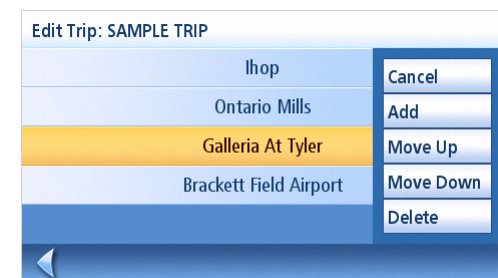 Edit Trip: SAMPLE TRIP
Ihop
Ontario Mills
Galleria At Tyler
Brackett Field Airport
Cancel
Add
Move Up
Move Down
Delete